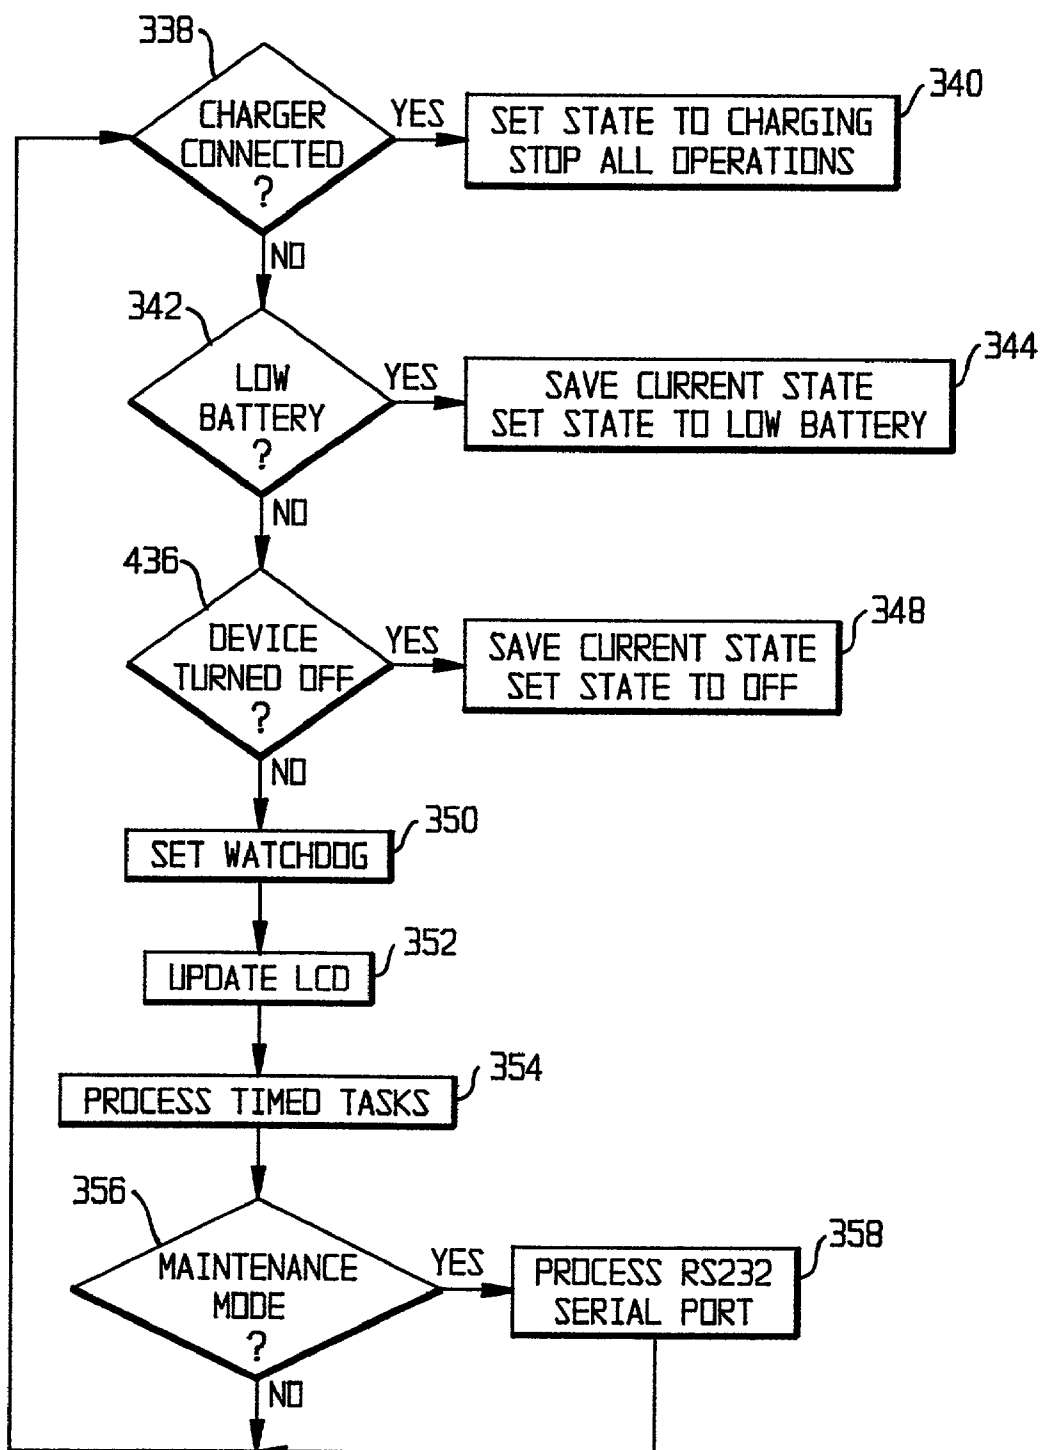 338
CHARGER
CONNECTED
?
YES
SET STATE TO CHARGING
STOP ALL OPERATIONS
340
NO
342
LOW
BATTERY
?
YES
SAVE CURRENT STATE
SET STATE TO LOW BATTERY
344
NO
436
DEVICE
TURNED OFF
?
YES
SAVE CURRENT STATE
SET STATE TO OFF
348
NO
SET WATCHDOG
350
UPDATE LCD
352
PROCESS TIMED TASKS
354
356
MAINTENANCE
MODE
?
YES
PROCESS RS232
SERIAL PORT
358
NO